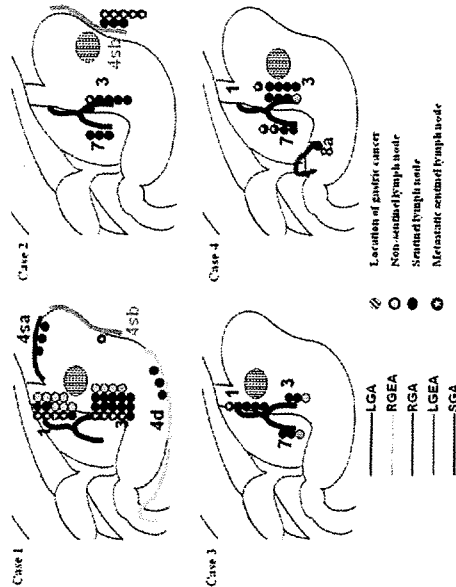 Case 1
4sa
1
3
4sb
4d
Case 2
3
7
4sb
Case 3
1
3
7
Case 4
1
3
7
8a
LGA
RGEA
RGA
LGEA
SGA
Location of gastric cancer
Non-sentinel lymph node
Sentinel lymph node
Metastatic sentinel lymph node